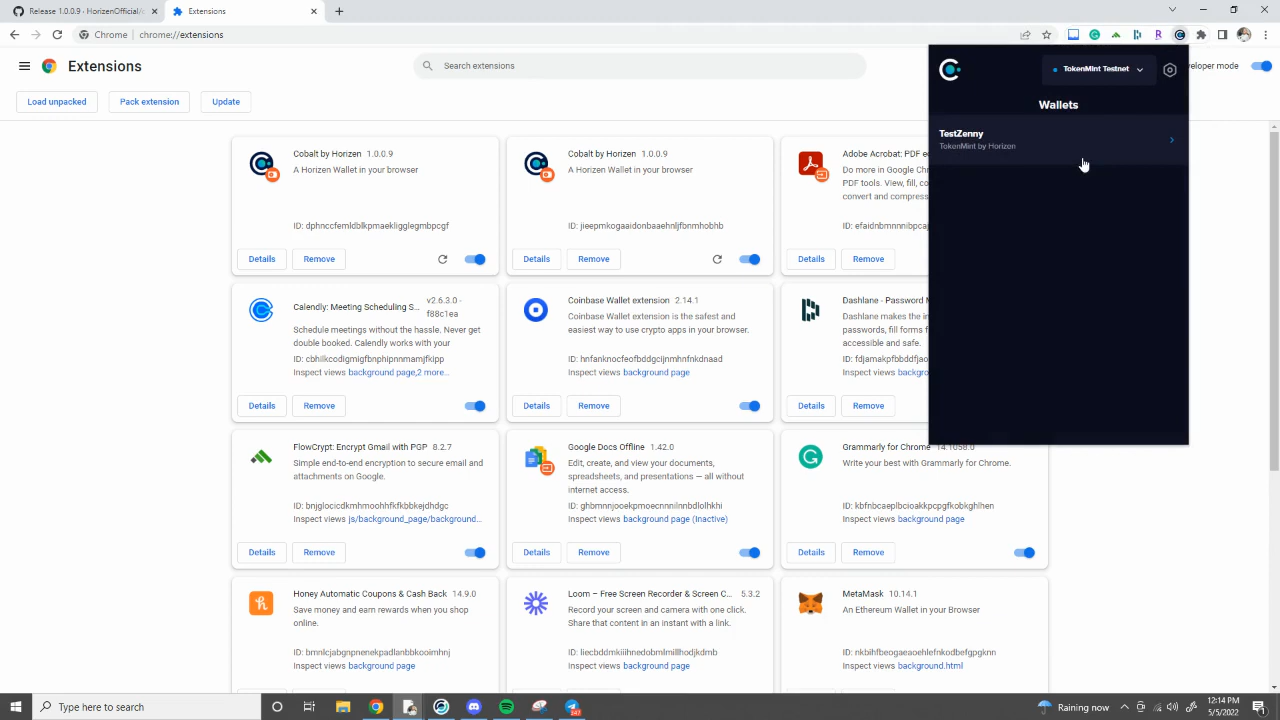 Release 1.0.0.9 · HorizenOfficial/
Extensions
Chrome | chrome://extensions
Extensions
Search extensions
veloper mode
Load unpacked
Pack extension
Update
TokenMint Testnet
Wallets
TestZenny
TokenMint by Horizen
Cobalt by Horizen 1.0.0.9
A Horizen Wallet in your browser
ID: dphnccfemldblkpmaekligglegmbpcgf
Details
Remove
Cobalt by Horizen 1.0.0.9
A Horizen Wallet in your browser
ID: jieepmkogaaidonbaaehnljfbnmhobhb
Details
Remove
Adobe Acrobat: PDF e
Do more in Google Chr
PDF tools. View, fill, co
convert and compress
ID: efaidnbmnnnibpcaj
Details
Remove
Calendly: Meeting Scheduling S... v2.6.3.0 -
f88c1ea
Schedule meetings without the hassle. Never get
double booked. Calendly works with your
ID: cbhilkcodigmigfbnphipnnmamjfkipp
Inspect views background page,2 more...
Details
Remove
Coinbase Wallet extension 2.14.1
Coinbase Wallet extension is the safest and
easiest way to use crypto apps in your browser.
ID: hnfanknocfeofbddgcijnmhnfnkdnaad
Inspect views background page
Details
Remove
Dashlane - Password M
Dashlane makes the in
passwords, fill forms f
accessible and safe.
ID: fdjamakpfbbddfjao
Inspect views backgro
Details
Remove
FlowCrypt: Encrypt Gmail with PGP 8.2.7
Simple end-to-end encryption to secure email and
attachments on Google.
ID: bnjglocicdkmhmoohhfkfkbbkejdhdgc
Inspect views js/background_page/background...
Details
Remove
Google Docs Offline 1.42.0
Edit, create, and view your documents,
spreadsheets, and presentations — all without
internet access.
ID: ghbmnnjooekpmoecnnnilnnbdlolhkhi
Inspect views background page (Inactive)
Details
Remove
Grammarly for Chrome 14.1058.0
Write your best with Grammarly for Chrome.
ID: kbfnbcaeplbcioakkpcpgfkobkghlhen
Inspect views background page
Details
Remove
Honey Automatic Coupons & Cash Back 14.9.0
Save money and earn rewards when you shop
online.
ID: bmnlcjabgnpnenekpadlanbbkooimhnj
Inspect views background page
Loom – Free Screen Recorder & Screen C... 5.3.2
Record your screen and camera with one click.
Share that content in an instant with a link.
ID: liecbddmkiiihnedobmlmillhodjkdmb
Inspect views background page
MetaMask 10.14.1
An Ethereum Wallet in your Browser
ID: nkbihfbeogaeaoehlefnkodbefgpgknn
Inspect views background.html
Type here to search
Raining now
12:14 PM
5/5/2022